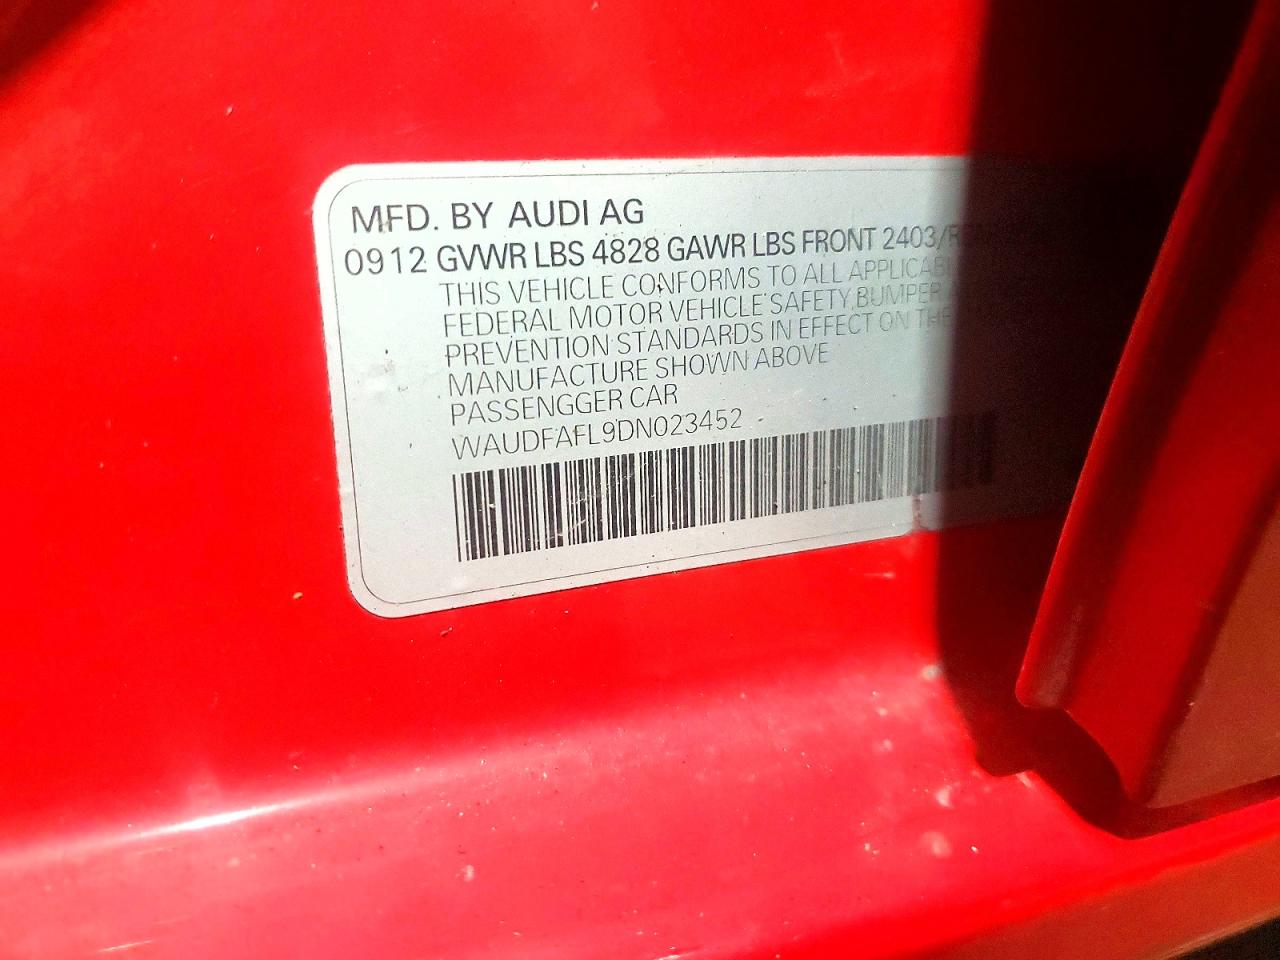 MFD. BY AUDI AG
0912 GVWR LBS 4828 GAWR LBS FRONT 2403/
THIS VEHICLE CONFORMS TO ALL
FEDERAL MOTOR VEHICLE SAFETY, BUMPER
PREVENTION STANDARDS IN EFFECT ON THE
MANUFACTURE SHOWN ABOVE
PASSENGGER CAR
WAUDFAFL9DN023452